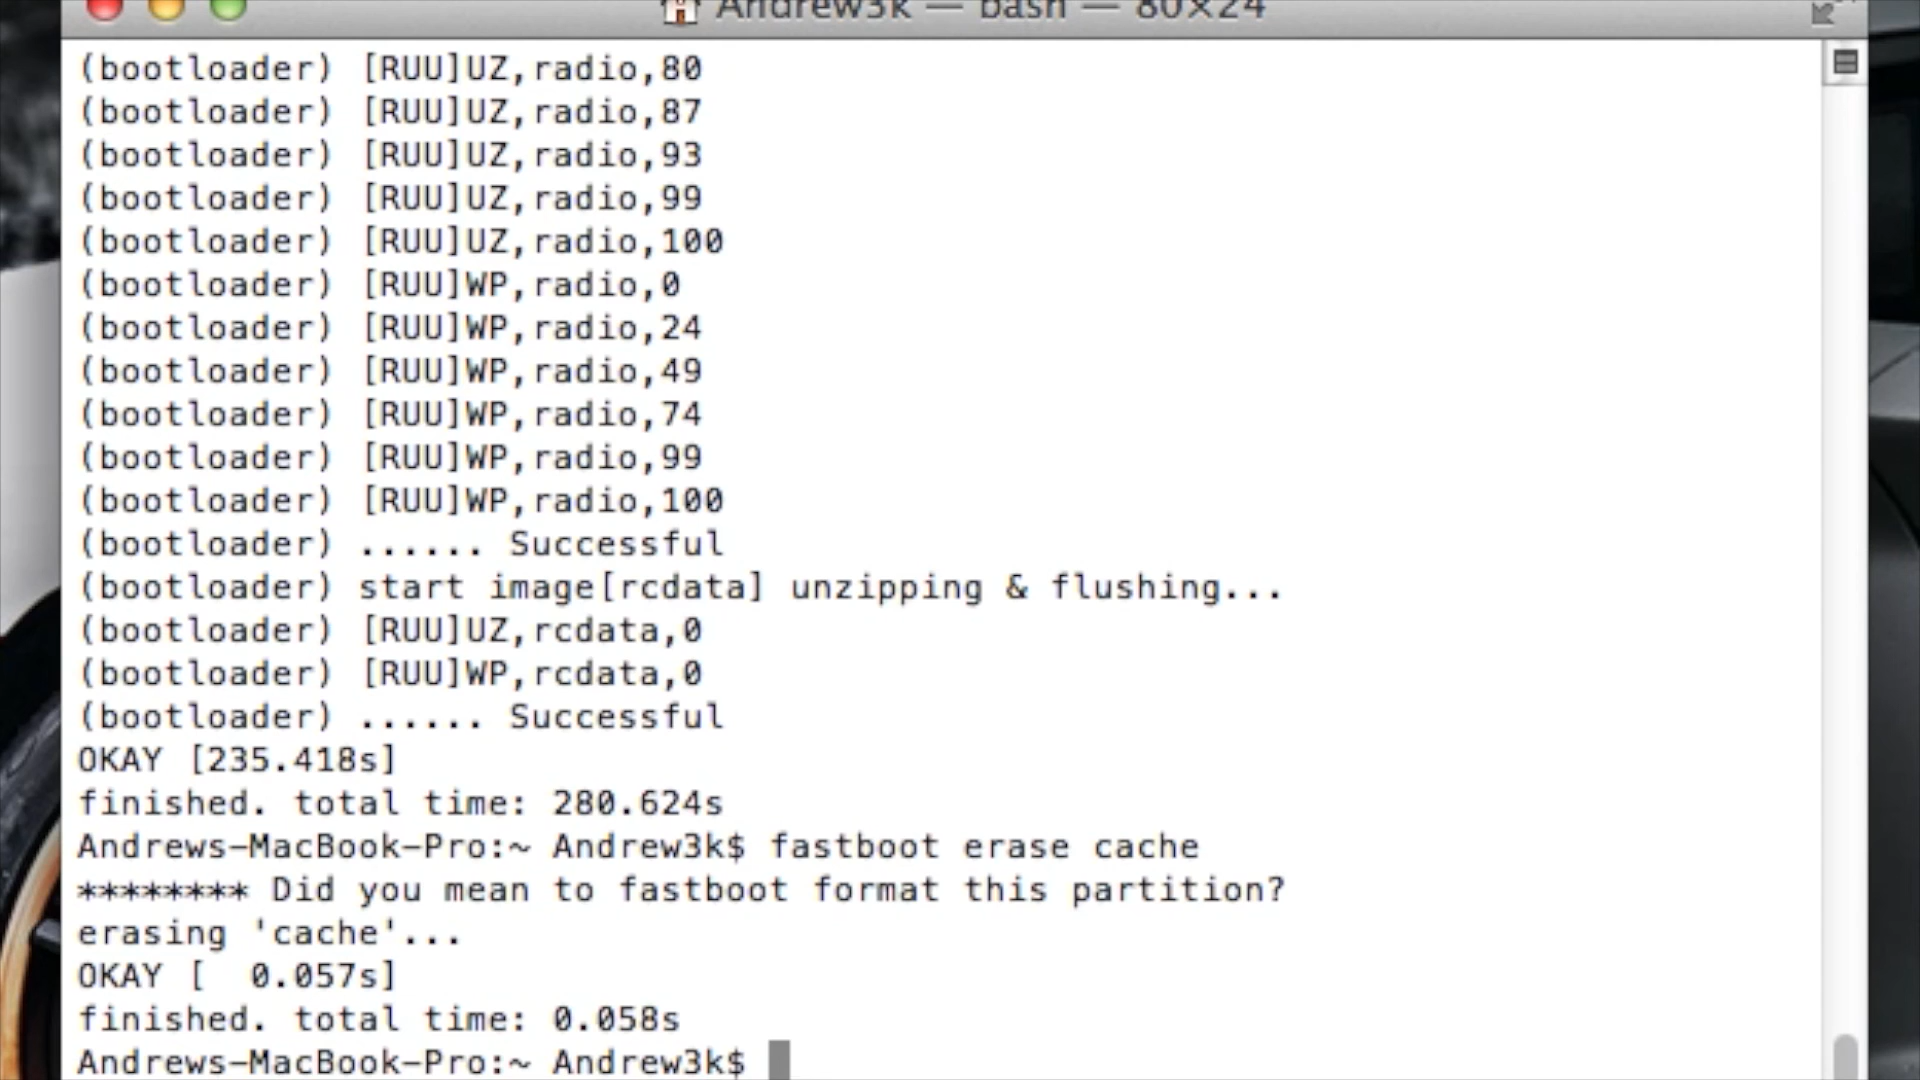 Andrew3k — bash — 80×24
(bootloader) [RUU]UZ,radio,80
(bootloader) [RUU]UZ,radio,87
(bootloader) [RUU]UZ,radio,93
(bootloader) [RUU]UZ,radio,99
(bootloader) [RUU]UZ,radio,100
(bootloader) [RUU]WP,radio,0
(bootloader) [RUU]WP,radio,24
(bootloader) [RUU]WP,radio,49
(bootloader) [RUU]WP,radio,74
(bootloader) [RUU]WP,radio,99
(bootloader) [RUU]WP,radio,100
(bootloader) ...... Successful
(bootloader) start image[rcdata] unzipping & flushing...
(bootloader) [RUU]UZ,rcdata,0
(bootloader) [RUU]WP,rcdata,0
(bootloader) ...... Successful
OKAY [235.418s]
finished. total time: 280.624s
Andrews-MacBook-Pro:~ Andrew3k$ fastboot erase cache
******** Did you mean to fastboot format this partition?
erasing 'cache'...
OKAY [  0.057s]
finished. total time: 0.058s
Andrews-MacBook-Pro:~ Andrew3k$